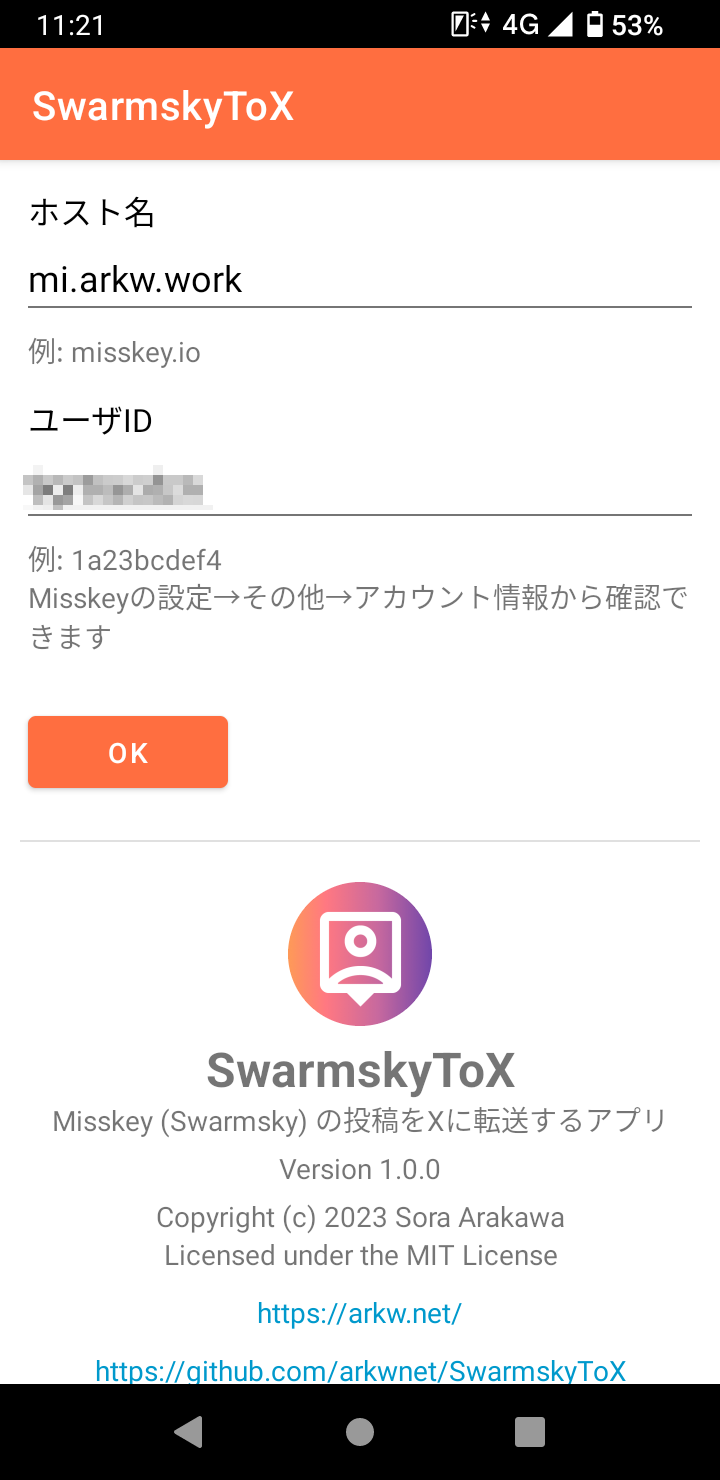 11:21
4G
53%
SwarmskyToX
ホスト名
mi.arkw.work
例: misskey.io
ユーザID
例: 1a23bcdef4
Misskeyの設定→その他→アカウント情報から確認で
きます
OK
SwarmskyToX
Misskey (Swarmsky) の投稿をXに転送するアプリ
Version 1.0.0
Copyright (c) 2023 Sora Arakawa
Licensed under the MIT License
https://arkw.net/
https://github.com/arkwnet/SwarmskyToX